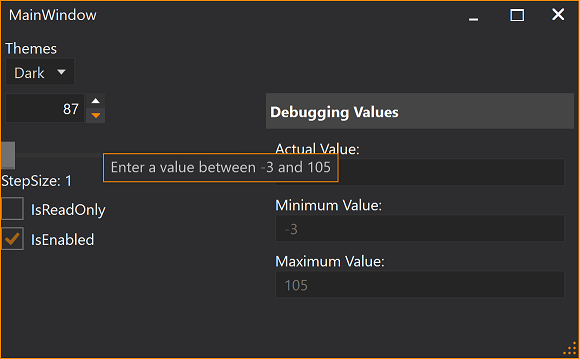 MainWindow
Themes
Dark
87
Debugging Values
Actual Value:
Enter a value between -3 and 105
StepSize: 1
IsReadOnly
Minimum Value:
-3
IsEnabled
Maximum Value:
105